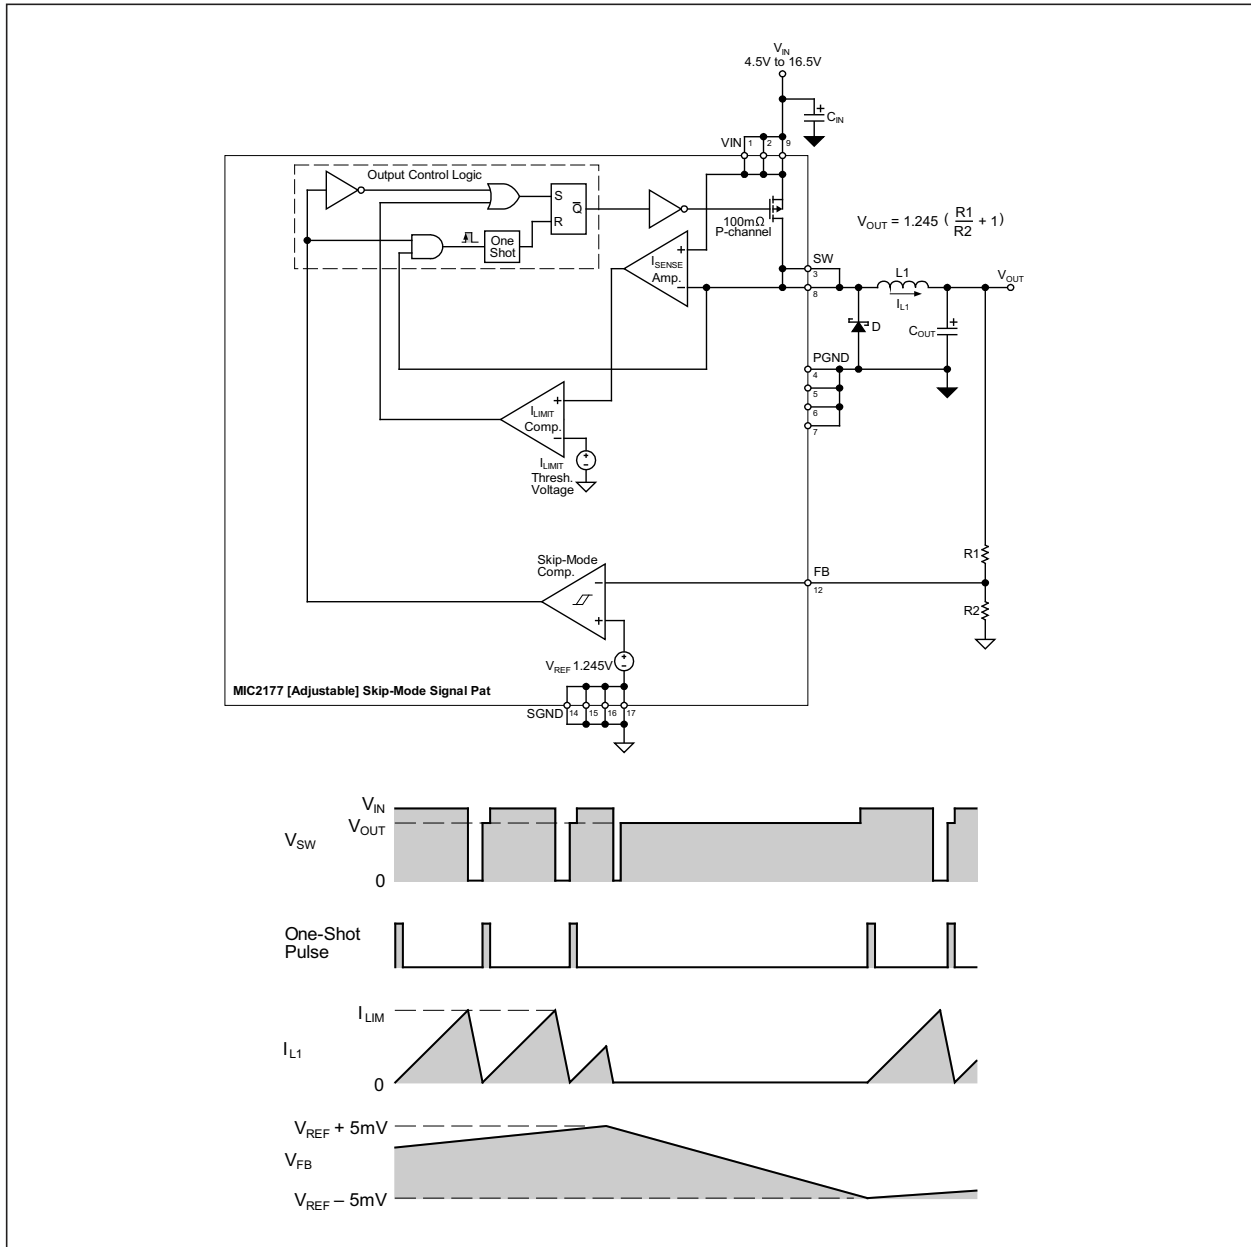 V_IN
4.5V to 16.5V
C_IN
VIN
1 2 9
Output Control Logic
S
Q̅
R
One
Shot
100mΩ
P-channel
V_OUT = 1.245 (R1/R2 + 1)
I_SENSE
Amp.
+
−
SW
3
8
L1
I_L1
V_OUT
D
C_OUT
+
PGND
4
5
6
7
I_LIMIT
Comp.
+
−
I_LIMIT
Thresh.
Voltage
+
−
Skip-Mode
Comp.
−
+
FB
12
R1
R2
V_REF 1.245V
+
−
MIC2177 [Adjustable] Skip-Mode Signal Pat
SGND
14 15 16 17
V_SW
V_IN
V_OUT
0
One-Shot
Pulse
I_L1
I_LIM
0
V_REF + 5mV
V_FB
V_REF – 5mV